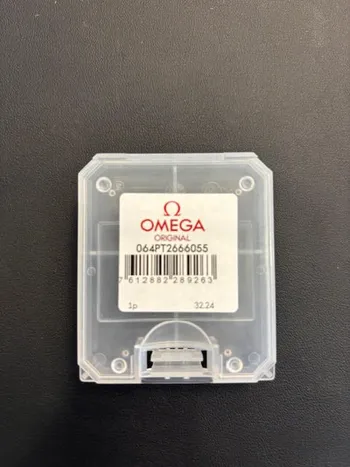 OMEGA
ORIGINAL
064PT2666055
7 612882 289263
1p 32.24